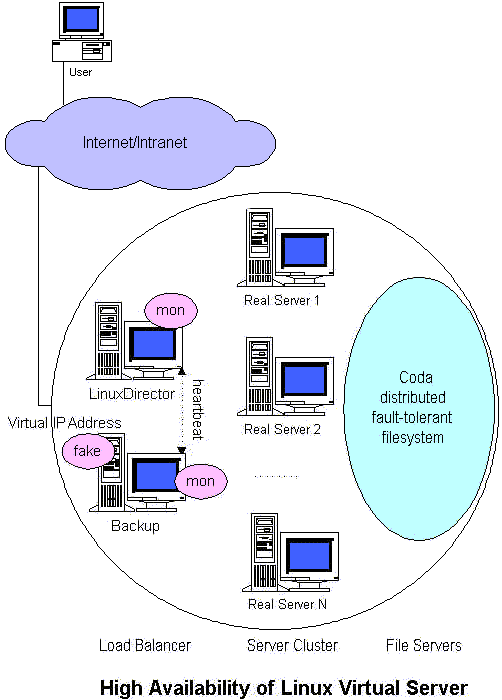 User
Internet/Intranet
Real Server 1
mon
LinuxDirector
heartbeat
Virtual IP Address
fake
mon
Backup
Real Server 2
..........
Real Server N
Coda
distributed
fault-tolerant
filesystem
Load Balancer
Server Cluster
File Servers
High Availability of Linux Virtual Server